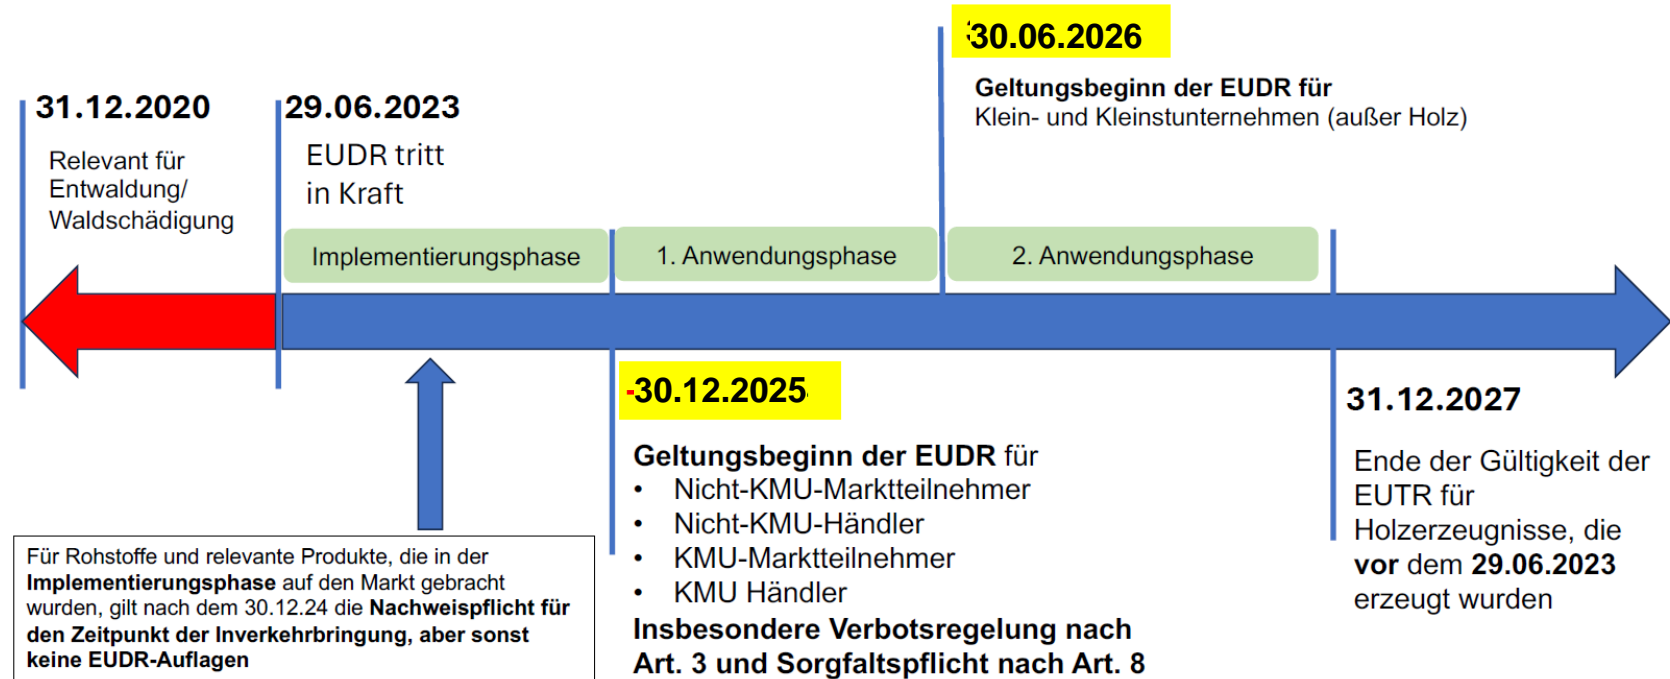 31.12.2020
Relevant für
Entwaldung/
Waldschädigung
29.06.2023
EUDR tritt
in Kraft
30.06.2026
Geltungsbeginn der EUDR für
Klein- und Kleinstunternehmen (außer Holz)
Implementierungsphase
1. Anwendungsphase
2. Anwendungsphase
Für Rohstoffe und relevante Produkte, die in der
Implementierungsphase auf den Markt gebracht
wurden, gilt nach dem 30.12.24 die Nachweispflicht für
den Zeitpunkt der Inverkehrbringung, aber sonst
keine EUDR-Auflagen
30.12.2025
Geltungsbeginn der EUDR für
• Nicht-KMU-Marktteilnehmer
• Nicht-KMU-Händler
• KMU-Marktteilnehmer
• KMU Händler
Insbesondere Verbotsregelung nach
Art. 3 und Sorgfaltspflicht nach Art. 8
31.12.2027
Ende der Gültigkeit der
EUTR für
Holzerzeugnisse, die
vor dem 29.06.2023
erzeugt wurden